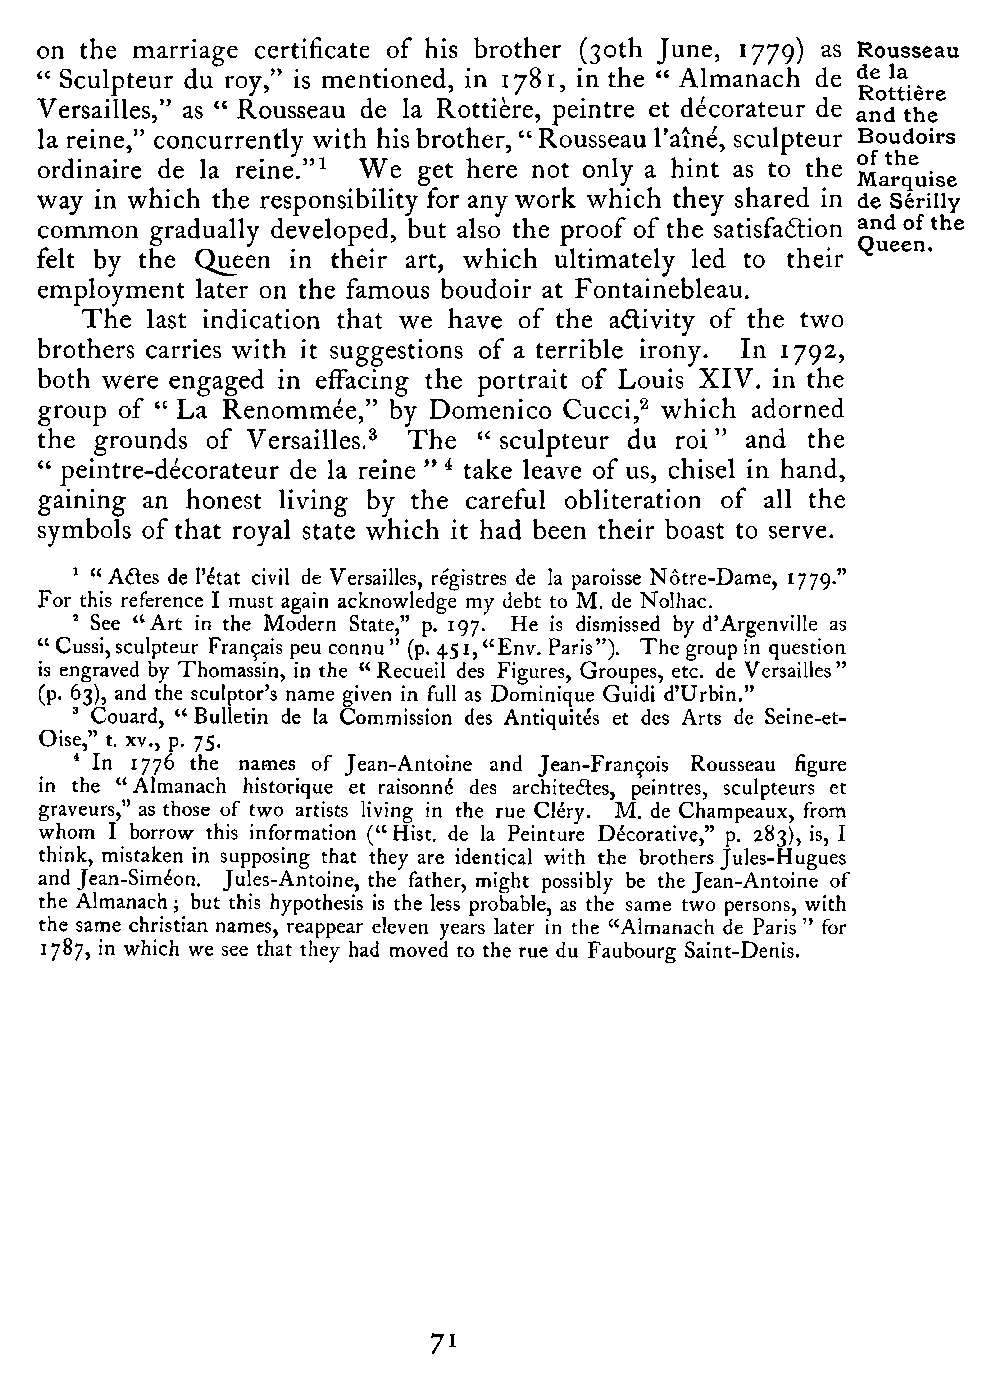 on the marriage certificate of his brother (30th June, 1779) as
“ Sculpteur du roy,” is mentioned, in 1781, in the “ Almanach de
Versailles,” as “ Rousseau de la Rottière, peintre et décorateur de
la reine,” concurrently with his brother, “ Rousseau l'aîné, sculpteur
ordinaire de la reine.”¹ We get here not only a hint as to the
way in which the responsibility for any work which they shared in
common gradually developed, but also the proof of the satisfaction
felt by the Queen in their art, which ultimately led to their
employment later on the famous boudoir at Fontainebleau.
Rousseau
de la
Rottière
and the
Boudoirs
of the
Marquise
de Sérilly
and of the
Queen.
The last indication that we have of the activity of the two
brothers carries with it suggestions of a terrible irony. In 1792,
both were engaged in effacing the portrait of Louis XIV. in the
group of “ La Renommée,” by Domenico Cucci,² which adorned
the grounds of Versailles.³ The “ sculpteur du roi ” and the
“ peintre-décorateur de la reine ” ⁴ take leave of us, chisel in hand,
gaining an honest living by the careful obliteration of all the
symbols of that royal state which it had been their boast to serve.
¹ “ Actes de l'état civil de Versailles, régistres de la paroisse Nôtre-Dame, 1779.”
For this reference I must again acknowledge my debt to M. de Nolhac.
² See “ Art in the Modern State,” p. 197. He is dismissed by d'Argenville as
“ Cussi, sculpteur Français peu connu ” (p. 451, “Env. Paris”). The group in question
is engraved by Thomassin, in the “ Recueil des Figures, Groupes, etc. de Versailles ”
(p. 63), and the sculptor's name given in full as Dominique Guidi d'Urbin.”
³ Couard, “ Bulletin de la Commission des Antiquités et des Arts de Seine-et-
Oise,” t. xv., p. 75.
⁴ In 1776 the names of Jean-Antoine and Jean-François Rousseau figure
in the “ Almanach historique et raisonné des architectes, peintres, sculpteurs et
graveurs,” as those of two artists living in the rue Cléry. M. de Champeaux, from
whom I borrow this information (“ Hist. de la Peinture Décorative,” p. 283), is, I
think, mistaken in supposing that they are identical with the brothers Jules-Hugues
and Jean-Siméon. Jules-Antoine, the father, might possibly be the Jean-Antoine of
the Almanach ; but this hypothesis is the less probable, as the same two persons, with
the same christian names, reappear eleven years later in the “Almanach de Paris ” for
1787, in which we see that they had moved to the rue du Faubourg Saint-Denis.
71